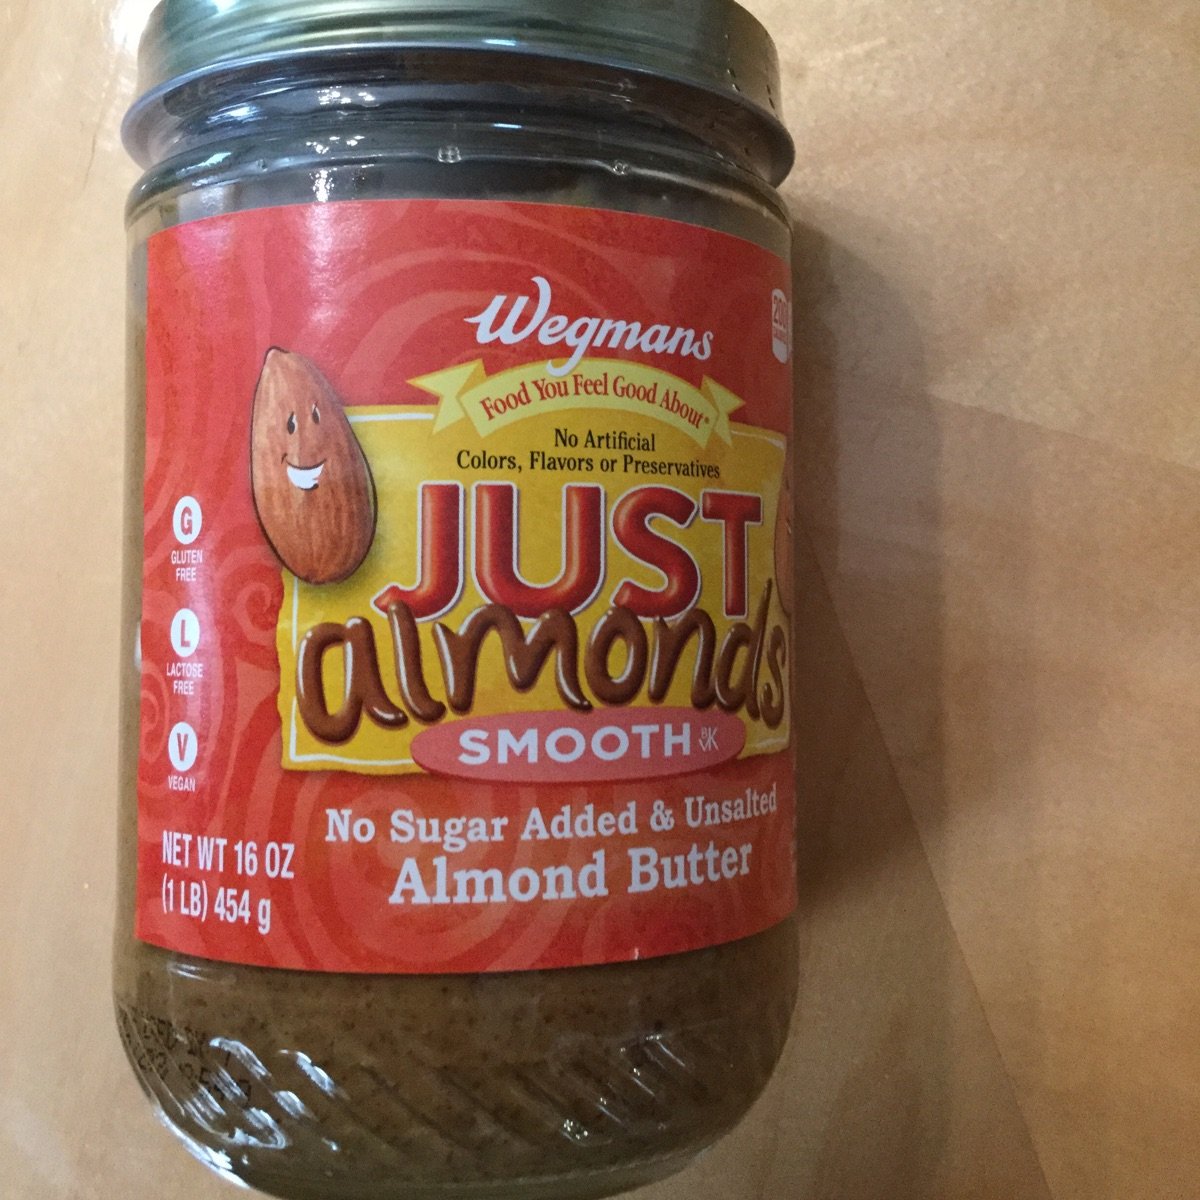 Wegmans
Food You Feel Good About®
No Artificial
Colors, Flavors or Preservatives
JUST
almonds
SMOOTH
No Sugar Added & Unsalted
Almond Butter
G
GLUTEN
FREE
L
LACTOSE
FREE
V
VEGAN
NET WT 16 OZ
(1 LB) 454 g